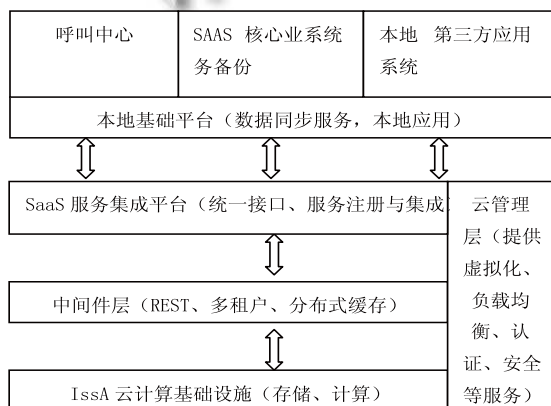 呼叫中心
SAAS 核心业系统
务备份
本地 第三方应用
系统
本地基础平台（数据同步服务，本地应用）
SaaS 服务集成平台（统一接口、服务注册与集成
中间件层（REST、多租户、分布式缓存）
IssA 云计算基础设施（存储、计算）
云管理
层（提供
虚拟化、
负载均
衡、认
证、安全
等服务）